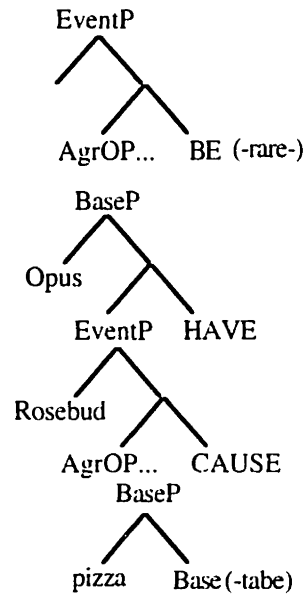 EventP
AgrOP... BE (-rare-)
BaseP
Opus
EventP HAVE
Rosebud
AgrOP... CAUSE
BaseP
pizza Base (-tabe)